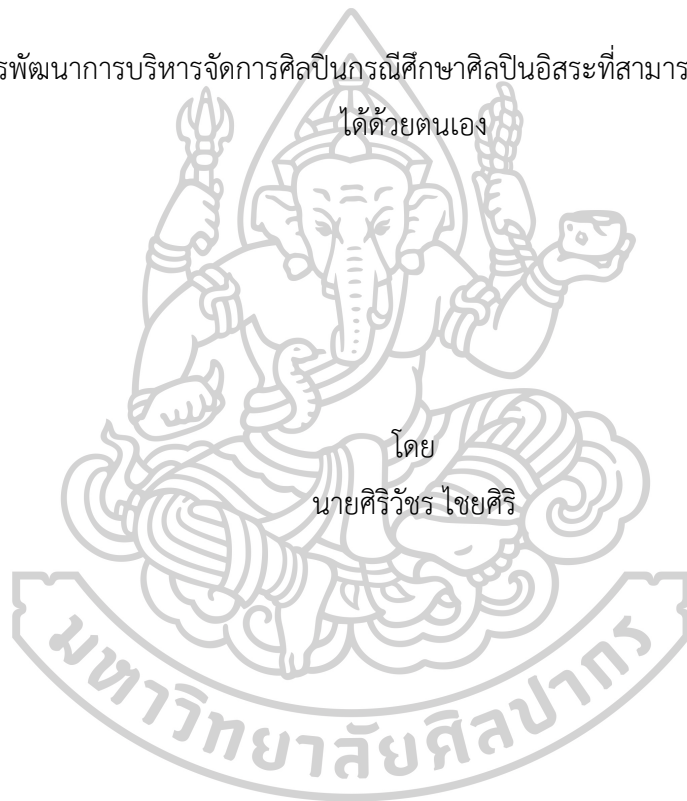 รพัฒนาการบริหารจัดการศิลปินกรณีศึกษาศิลปินอิสระที่สามาร
ได้ด้วยตนเอง
โดย
นายศิริวัชร ไชยศิริ
มหาวิทยาลัยศิลปากร